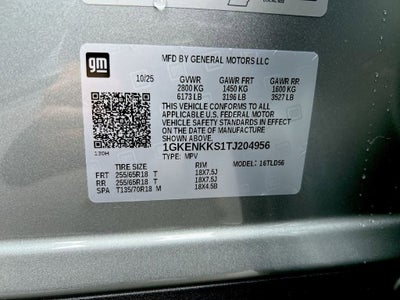 gm
MFD BY GENERAL MOTORS LLC
10/25 GVWR GAWR FRT GAWR RR
2800 KG 1450 KG 1600 KG
6173 LB 3196 LB 3527 LB
THIS VEHICLE CONFORMS TO ALL
APPLICABLE U.S. FEDERAL MOTOR
VEHICLE SAFETY STANDARDS IN EFFECT
ON THE DATE OF MANUFACTURE
SHOWN ABOVE.
1GKENKKS1TJ204956
TYPE: MPV MODEL: 1GTLD56
TIRE SIZE RIM
FRT 255/65R18 T 18X7.5J
RR 255/65R18 T 18X7.5J
SPA T135/70R18 M 18X4.5B